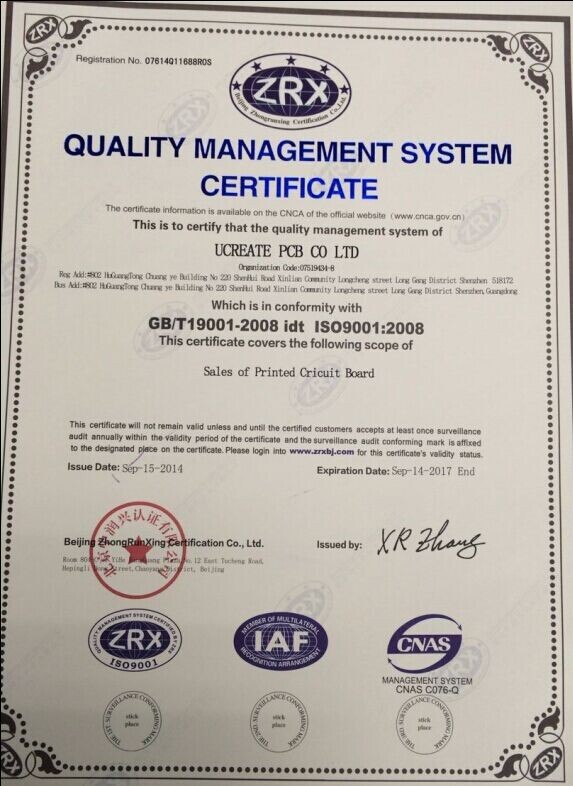 ZRX
ZRX
Registration No. 07614Q11688R0S
ZRX
Beijing Zhongrunxing Certification Co.,Ltd.
QUALITY MANAGEMENT SYSTEM
CERTIFICATE
The certificate information is available on the CNCA of the official website (www.cnca.gov.cn)
This is to certify that the quality management system of
UCREATE PCB CO LTD
Organization Code:07519434-8
Reg Add:#802 HuGuangTong Chuang ye Building No 220 ShenHui Road Xinlian Community Longcheng street Long Gang District Shenzhen 518172
Bus Add:#802 HuGuangTong Chuang ye Building No 220 ShenHui Road Xinlian Community Longcheng street Long Gang District Shenzhen,Guangdong
Which is in conformity with
GB/T19001-2008 idt ISO9001:2008
This certificate covers the following scope of
Sales of Printed Cricuit Board
This certificate will not remain valid unless and until the certified customers accepts at least once surveillance
audit annually within the validity period of the certificate and the surveillance audit conforming mark is affixed
to the designated place on the certificate. Please login into www.zrxbj.com for this certificate's validity status.
Issue Date: Sep-15-2014
Expiration Date: Sep-14-2017 End
Beijing ZhongRunXing Certification Co., Ltd.
Issued by: XR Zhang
Room 804 Plaza,No.12 East Tucheng Road,
Hepingli Street,Chaoyang District, Beijing
QUALITY MANAGEMENT SYSTEM CERTIFIED BY ZRX
ZRX
ISO9001
MEMBER OF MULTILATERAL
IAF
RECOGNITION ARRANGEMENT
CNAS
MANAGEMENT SYSTEM
CNAS C076-Q
THE 1ST. SURVEILLANCE CONFORMING MARK
stick
place
THE 2ND. SURVEILLANCE CONFORMING MARK
stick
place
THE 3RD. SURVEILLANCE CONFORMING MARK
stick
place
ZRX
ZRX